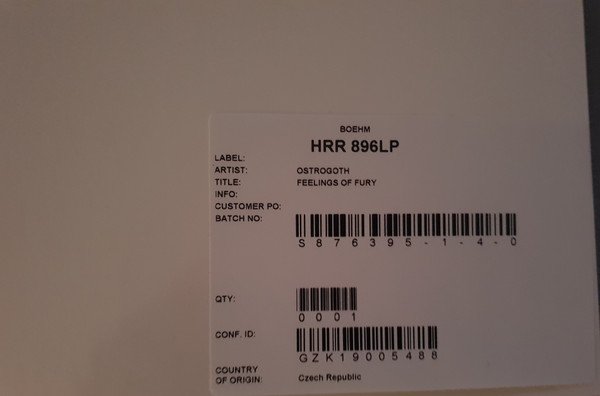 BOEHM
HRR 896LP
LABEL:
ARTIST: OSTROGOTH
TITLE: FEELINGS OF FURY
INFO:
CUSTOMER PO:
BATCH NO:
S876395-1-4-0
QTY:
0001
CONF. ID:
GZK19005488
COUNTRY
OF ORIGIN: Czech Republic